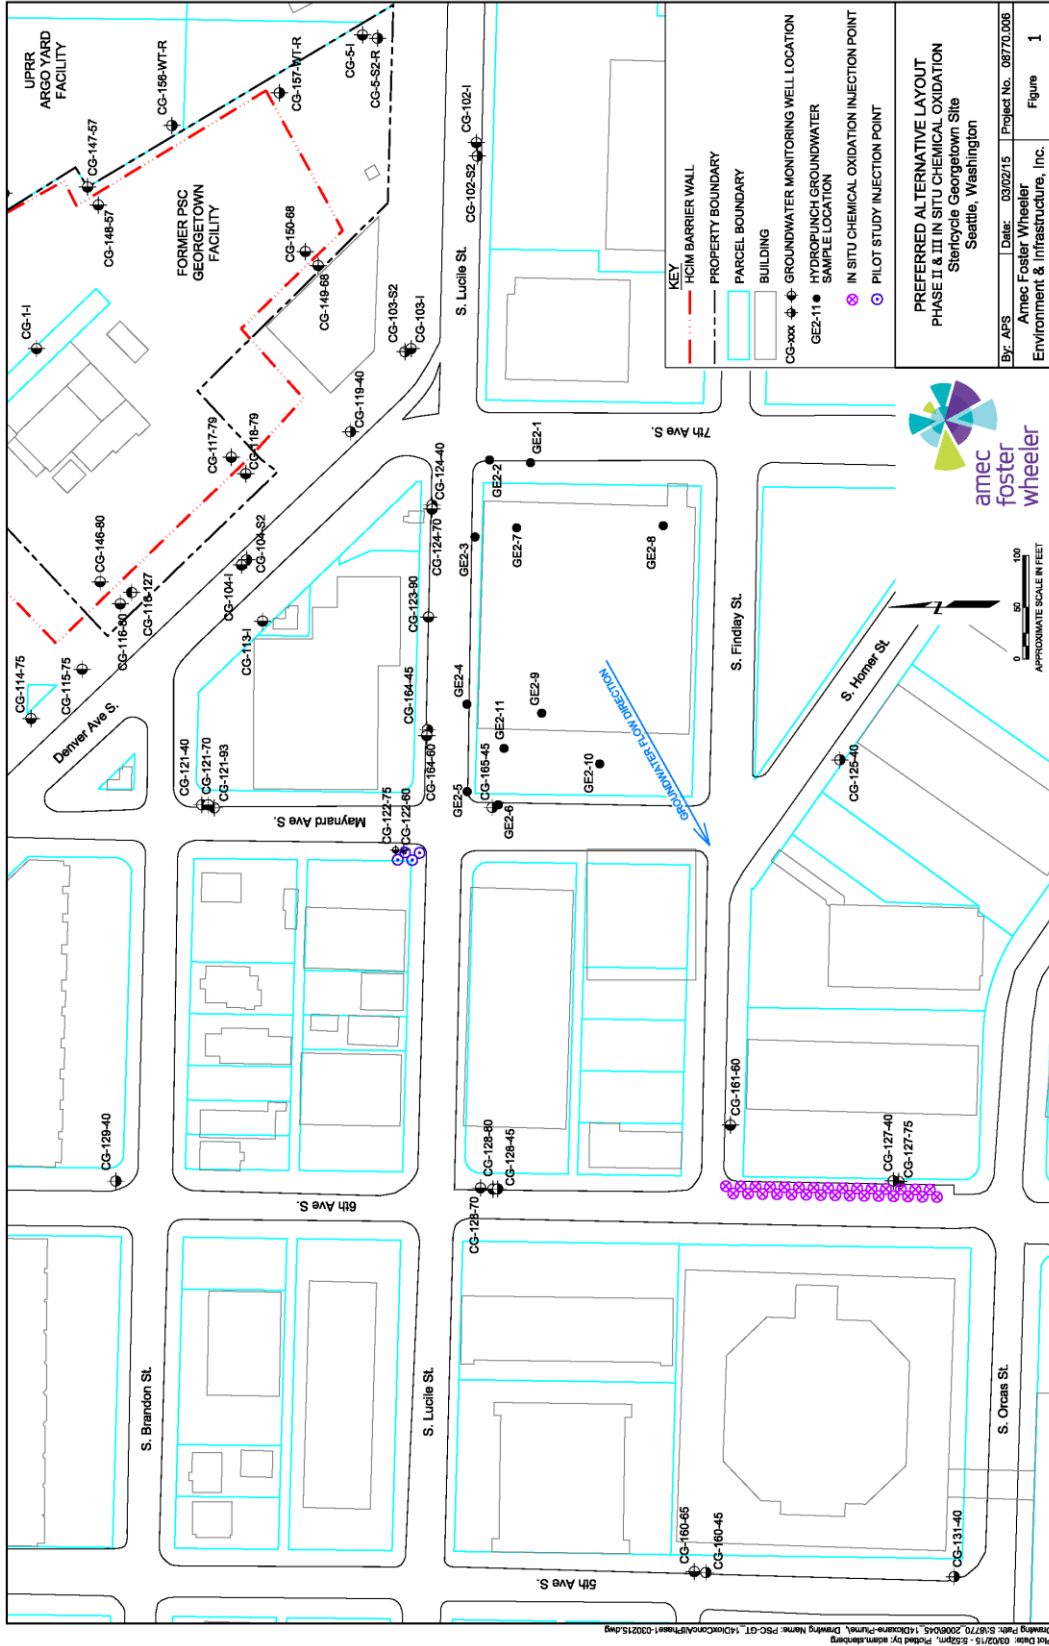 UPRR
ARGO YARD
FACILITY
CG-147-57
CG-148-57
CG-156-WT-R
CG-157-WT-R
CG-5-I
CG-5-S2-R
CG-1-I
FORMER PSC
GEORGETOWN
FACILITY
CG-150-68
CG-149-68
CG-103-S2
CG-103-I
CG-102-I
CG-102-S2
S. Lucile St.
CG-119-40
CG-117-79
CG-118-79
CG-146-80
CG-116-80
CG-116-127
CG-114-75
CG-115-75
Denver Ave S.
CG-104-I
CG-104-S2
CG-113-I
CG-124-40
CG-124-70
CG-123-90
CG-164-45
CG-164-60
CG-121-40
CG-121-70
CG-121-93
Maynard Ave S.
CG-122-75
CG-122-60
7th Ave S.
GE2-1
GE2-2
GE2-3
GE2-7
GE2-8
GE2-4
GE2-9
GE2-11
GE2-10
GE2-5
CG-165-45
GE2-6
GROUNDWATER FLOW DIRECTION
S. Findlay St.
S. Homer St.
CG-125-40
CG-129-40
6th Ave S.
CG-128-80
CG-128-45
CG-128-70
CG-161-60
CG-127-40
CG-127-75
S. Brandon St.
S. Lucile St.
S. Orcas St.
5th Ave S.
CG-160-65
CG-160-45
CG-131-40
KEY
HCIM BARRIER WALL
PROPERTY BOUNDARY
PARCEL BOUNDARY
BUILDING
CG-xxx GROUNDWATER MONITORING WELL LOCATION
GE2-11 HYDROPUNCH GROUNDWATER
SAMPLE LOCATION
IN SITU CHEMICAL OXIDATION INJECTION POINT
PILOT STUDY INJECTION POINT
PREFERRED ALTERNATIVE LAYOUT
PHASE II & III IN SITU CHEMICAL OXIDATION
Stericycle Georgetown Site
Seattle, Washington
By: APS Date: 03/02/15 Project No. 08770.006
Amec Foster Wheeler
Environment & Infrastructure, Inc.
Figure 1
amec
foster
wheeler
N
0 50 100
APPROXIMATE SCALE IN FEET
Plot Date: 03/02/15 - 5:52pm, Plotted by: adam.stenberg